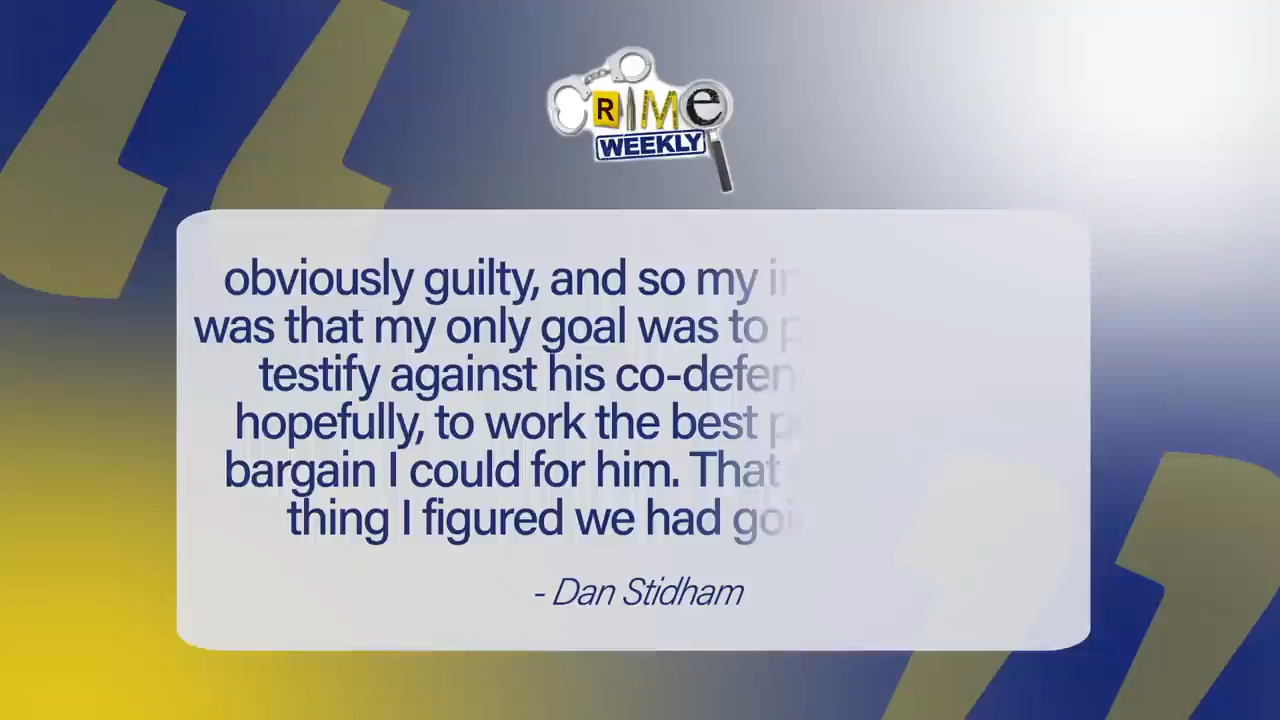 CRIME
WEEKLY
obviously guilty, and so my
was that my only goal was to
testify against his
hopefully, to work the best
bargain I could for him. That
thing I figured we had
- Dan Stidham